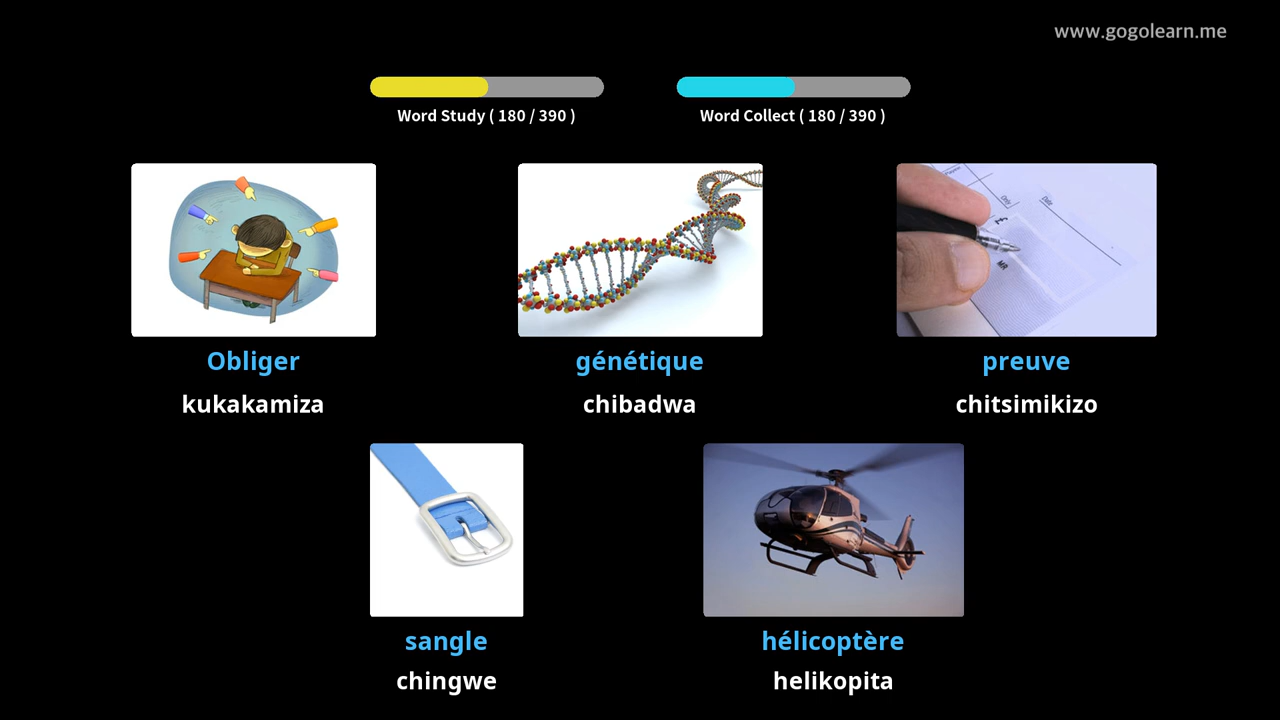 www.gogolearn.me
Word Study ( 180 / 390 )
Word Collect ( 180 / 390 )
Obliger
kukakamiza
génétique
chibadwa
preuve
chitsimikizo
sangle
chingwe
hélicoptère
helikopita